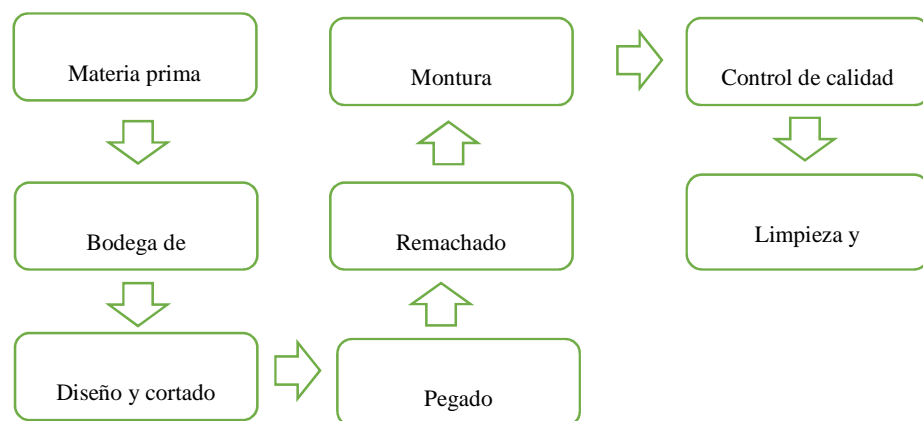 Materia prima
Bodega de
Diseño y cortado
Pegado
Remachado
Montura
Control de calidad
Limpieza y